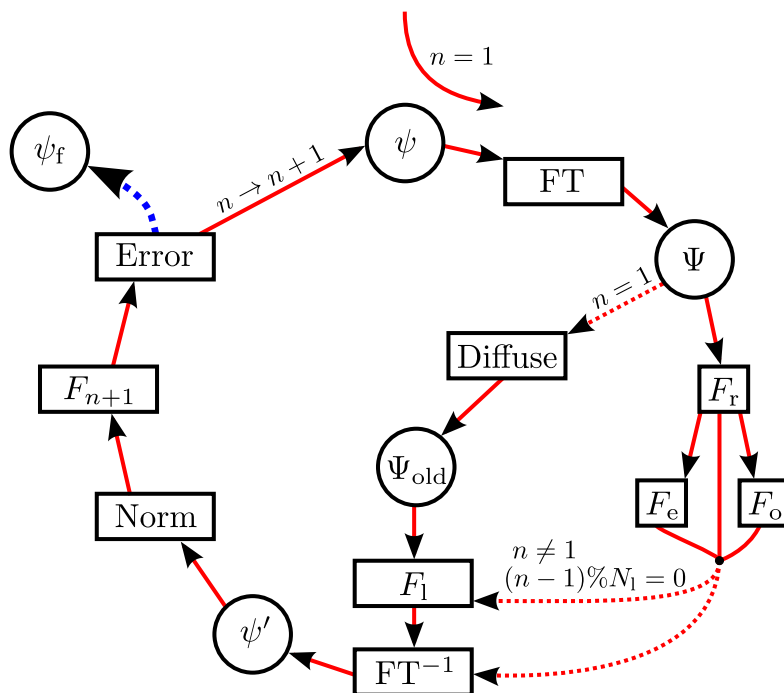 n = 1
ψ_f
ψ
n → n + 1
FT
Error
Ψ
n = 1
Diffuse
F_{n+1}
F_r
Ψ_old
F_e
F_o
Norm
n ≠ 1
(n − 1)%N_l = 0
F_l
ψ′
FT⁻¹